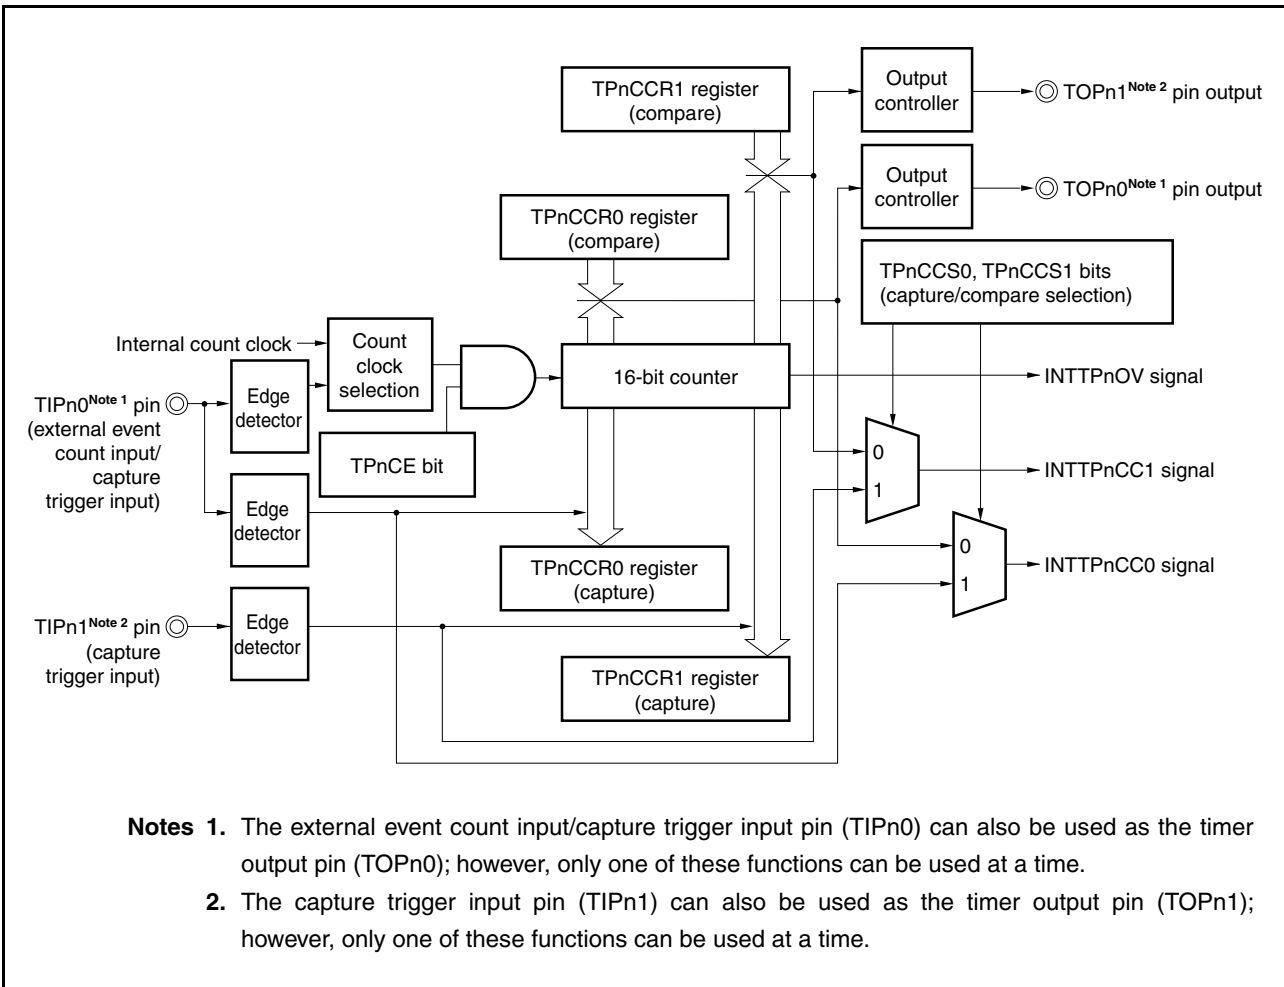 TPnCCR1 register
(compare)
Output
controller
TOPn1Note 2 pin output
Output
controller
TOPn0Note 1 pin output
TPnCCR0 register
(compare)
TPnCCS0, TPnCCS1 bits
(capture/compare selection)
Internal count clock
Count
clock
selection
16-bit counter
INTTPnOV signal
TIPn0Note 1 pin
(external event
count input/
capture
trigger input)
Edge
detector
TPnCE bit
0
1
INTTPnCC1 signal
Edge
detector
0
1
INTTPnCC0 signal
TPnCCR0 register
(capture)
TIPn1Note 2 pin
(capture
trigger input)
Edge
detector
TPnCCR1 register
(capture)
Notes 1. The external event count input/capture trigger input pin (TIPn0) can also be used as the timer
output pin (TOPn0); however, only one of these functions can be used at a time.
2. The capture trigger input pin (TIPn1) can also be used as the timer output pin (TOPn1);
however, only one of these functions can be used at a time.